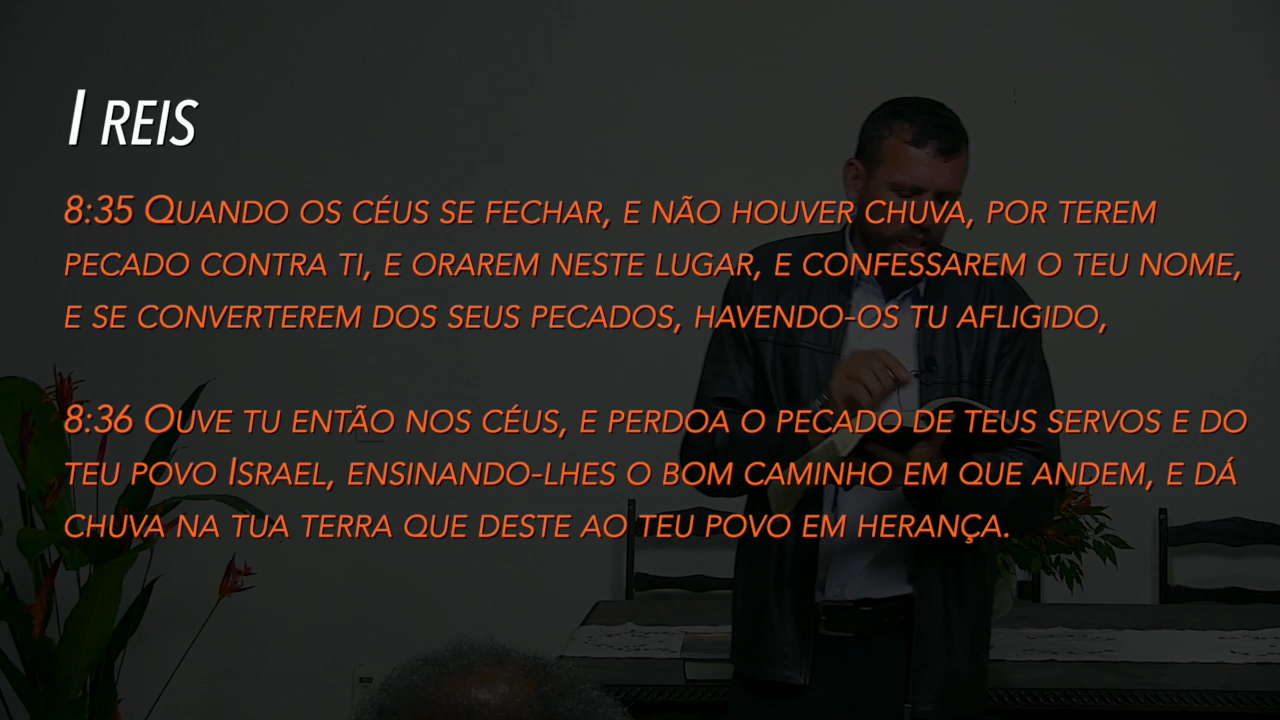 I REIS
8:35 QUANDO OS CÉUS SE FECHAR, E NÃO HOUVER CHUVA, POR TEREM
PECADO CONTRA TI, E ORAREM NESTE LUGAR, E CONFESSAREM O TEU NOME,
E SE CONVERTEREM DOS SEUS PECADOS, HAVENDO-OS TU AFLIGIDO,
8:36 OUVE TU ENTÃO NOS CÉUS, E PERDOA O PECADO DE TEUS SERVOS E DO
TEU POVO ISRAEL, ENSINANDO-LHES O BOM CAMINHO EM QUE ANDEM, E DÁ
CHUVA NA TUA TERRA QUE DESTE AO TEU POVO EM HERANÇA.